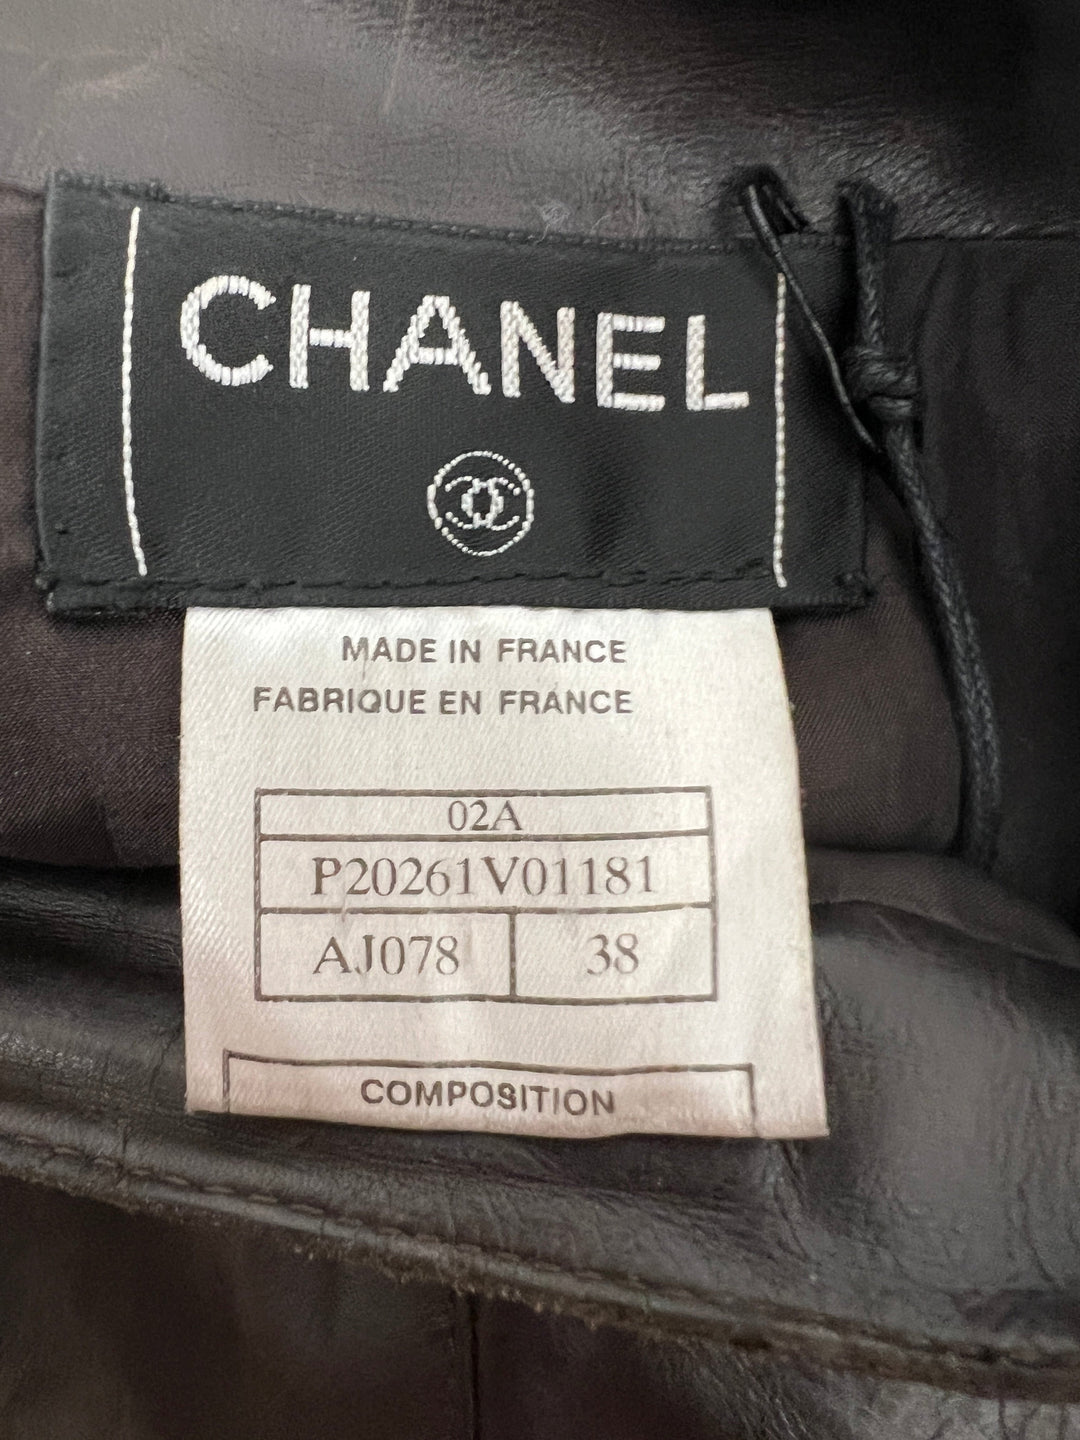 CHANEL
MADE IN FRANCE
FABRIQUE EN FRANCE
02A
P20261V01181
AJ078 38
COMPOSITION